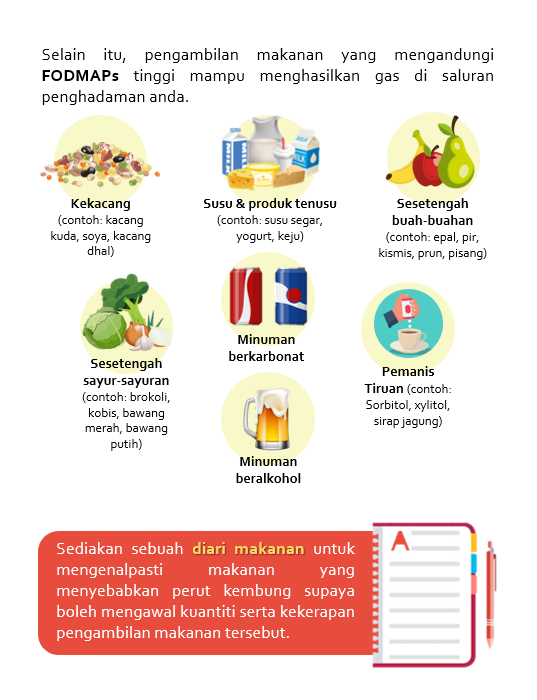 Selain itu, pengambilan makanan yang mengandungi
FODMAPs tinggi mampu menghasilkan gas di saluran
penghadaman anda.
Kekacang
(contoh: kacang
kuda, soya, kacang
dhal)
Susu & produk tenusu
(contoh: susu segar,
yogurt, keju)
Sesetengah
buah-buahan
(contoh: epal, pir,
kismis, prun, pisang)
Sesetengah
sayur-sayuran
(contoh: brokoli,
kobis, bawang
merah, bawang
putih)
Minuman
berkarbonat
Pemanis
Tiruan (contoh:
Sorbitol, xylitol,
sirap jagung)
Minuman
beralkohol
Sediakan sebuah diari makanan untuk
mengenalpasti makanan yang
menyebabkan perut kembung supaya
boleh mengawal kuantiti serta kekerapan
pengambilan makanan tersebut.
A